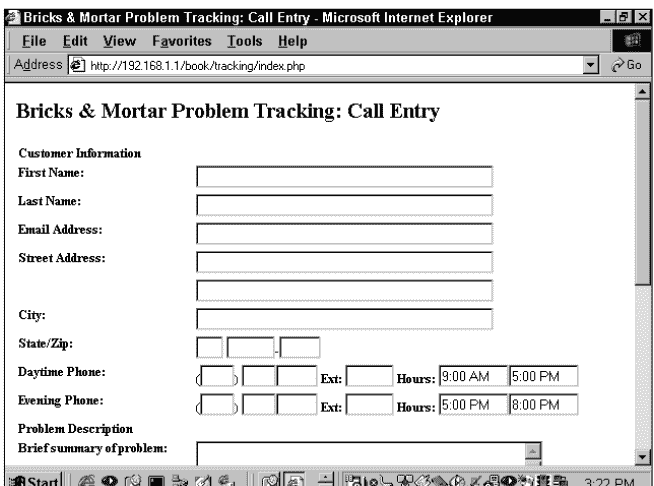 Bricks & Mortar Problem Tracking: Call Entry - Microsoft Internet Explorer
File Edit View Favorites Tools Help
Address http://192.168.1.1/book/tracking/index.php Go
Bricks & Mortar Problem Tracking: Call Entry
Customer Information
First Name:
Last Name:
Email Address:
Street Address:
City:
State/Zip: -
Daytime Phone: ( ) Ext: Hours: 9:00 AM 5:00 PM
Evening Phone: ( ) Ext: Hours: 5:00 PM 8:00 PM
Problem Description
Brief summary of problem:
Start 3:22 PM